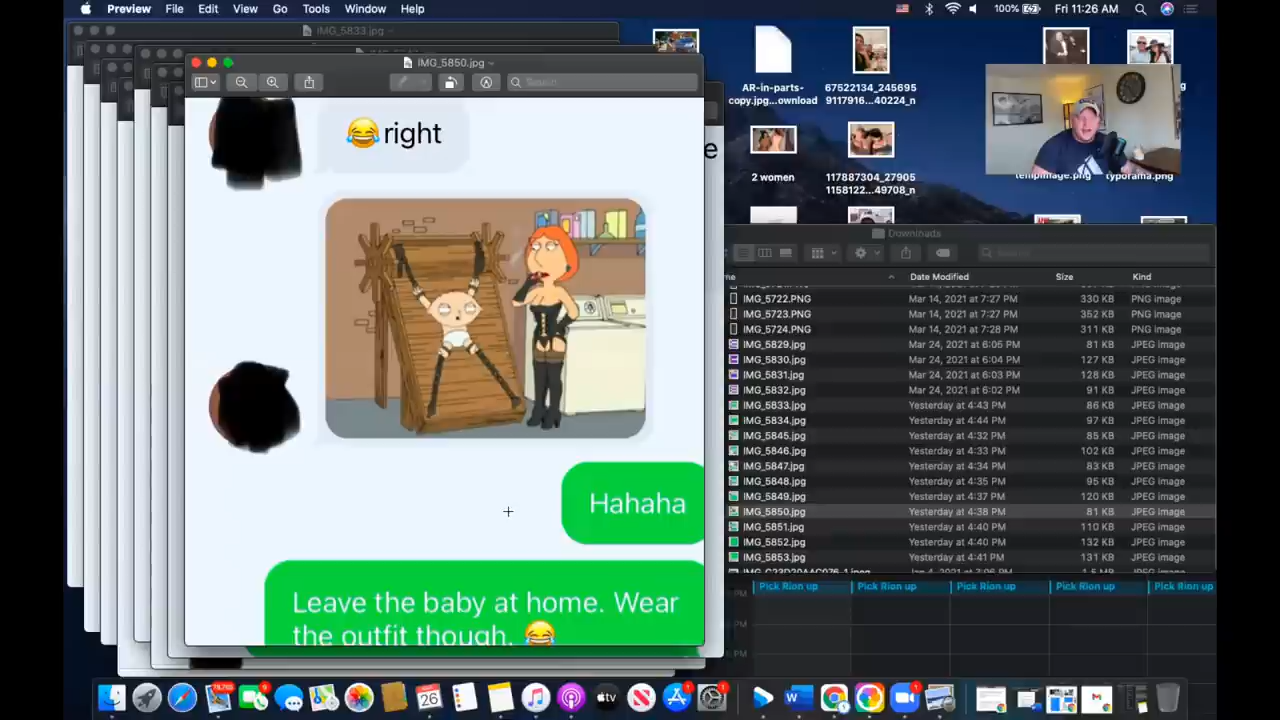 Preview File Edit View Go Tools Window Help
100% Fri 11:26 AM
IMG_5833.jpg
IMG_5850.jpg
Search
😂right
Hahaha
Leave the baby at home. Wear
the outfit though. 😂
e
AR-in-parts-
copy.jpg...ownload
67522134_245695
9117916...40224_n
2 women
117887304_27905
1158122...49708_n
tempimage.png
typorama.png
Downloads
Search
me Date Modified Size Kind
IMG_5722.PNG Mar 14, 2021 at 7:27 PM 330 KB PNG image
IMG_5723.PNG Mar 14, 2021 at 7:27 PM 352 KB PNG image
IMG_5724.PNG Mar 14, 2021 at 7:28 PM 311 KB PNG image
IMG_5829.jpg Mar 24, 2021 at 6:05 PM 81 KB JPEG image
IMG_5830.jpg Mar 24, 2021 at 6:04 PM 127 KB JPEG image
IMG_5831.jpg Mar 24, 2021 at 6:03 PM 128 KB JPEG image
IMG_5832.jpg Mar 24, 2021 at 6:02 PM 91 KB JPEG image
IMG_5833.jpg Yesterday at 4:43 PM 86 KB JPEG image
IMG_5834.jpg Yesterday at 4:44 PM 97 KB JPEG image
IMG_5845.jpg Yesterday at 4:32 PM 85 KB JPEG image
IMG_5846.jpg Yesterday at 4:33 PM 102 KB JPEG image
IMG_5847.jpg Yesterday at 4:34 PM 83 KB JPEG image
IMG_5848.jpg Yesterday at 4:35 PM 95 KB JPEG image
IMG_5849.jpg Yesterday at 4:37 PM 120 KB JPEG image
IMG_5850.jpg Yesterday at 4:38 PM 81 KB JPEG image
IMG_5851.jpg Yesterday at 4:40 PM 110 KB JPEG image
IMG_5852.jpg Yesterday at 4:40 PM 132 KB JPEG image
IMG_5853.jpg Yesterday at 4:41 PM 131 KB JPEG image
Pick Rion up Pick Rion up Pick Rion up Pick Rion up Pick Rion up
PM
PM
PM
26
tv